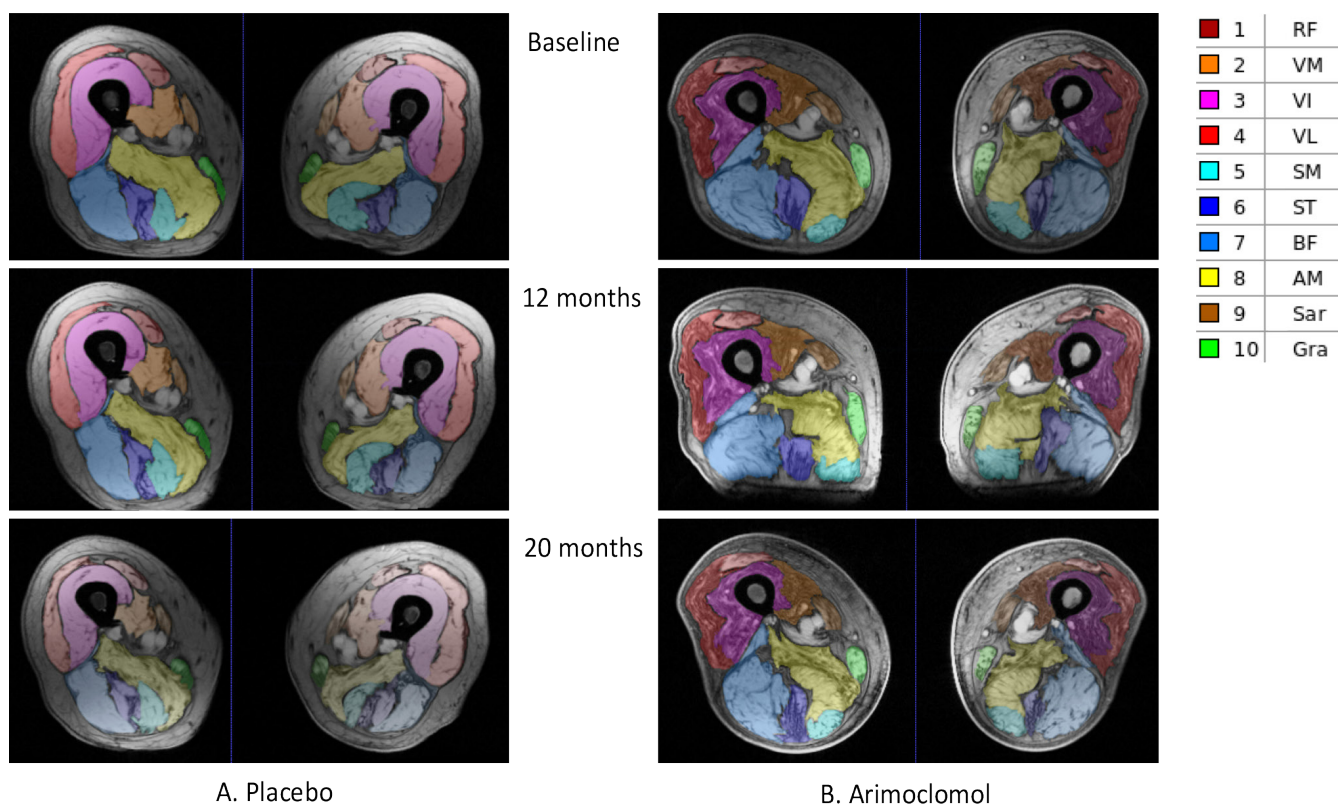 Baseline
12 months
20 months
A. Placebo
B. Arimoclomol
1 RF
2 VM
3 VI
4 VL
5 SM
6 ST
7 BF
8 AM
9 Sar
10 Gra